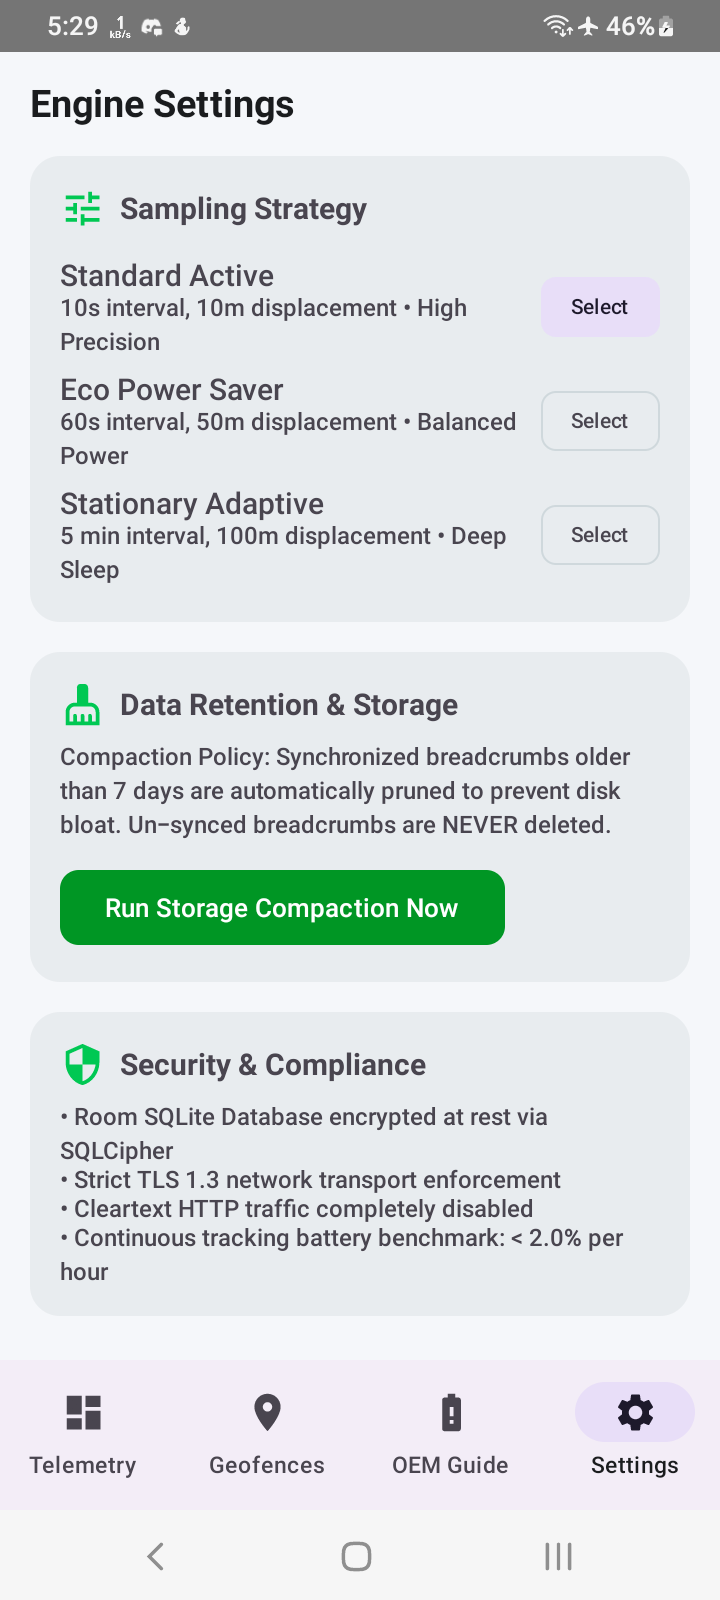 5:29 1 kB/s 46%
Engine Settings
Sampling Strategy
Standard Active
10s interval, 10m displacement • High
Precision
Select
Eco Power Saver
60s interval, 50m displacement • Balanced
Power
Select
Stationary Adaptive
5 min interval, 100m displacement • Deep
Sleep
Select
Data Retention & Storage
Compaction Policy: Synchronized breadcrumbs older
than 7 days are automatically pruned to prevent disk
bloat. Un-synced breadcrumbs are NEVER deleted.
Run Storage Compaction Now
Security & Compliance
• Room SQLite Database encrypted at rest via
SQLCipher
• Strict TLS 1.3 network transport enforcement
• Cleartext HTTP traffic completely disabled
• Continuous tracking battery benchmark: < 2.0% per
hour
Telemetry Geofences OEM Guide Settings